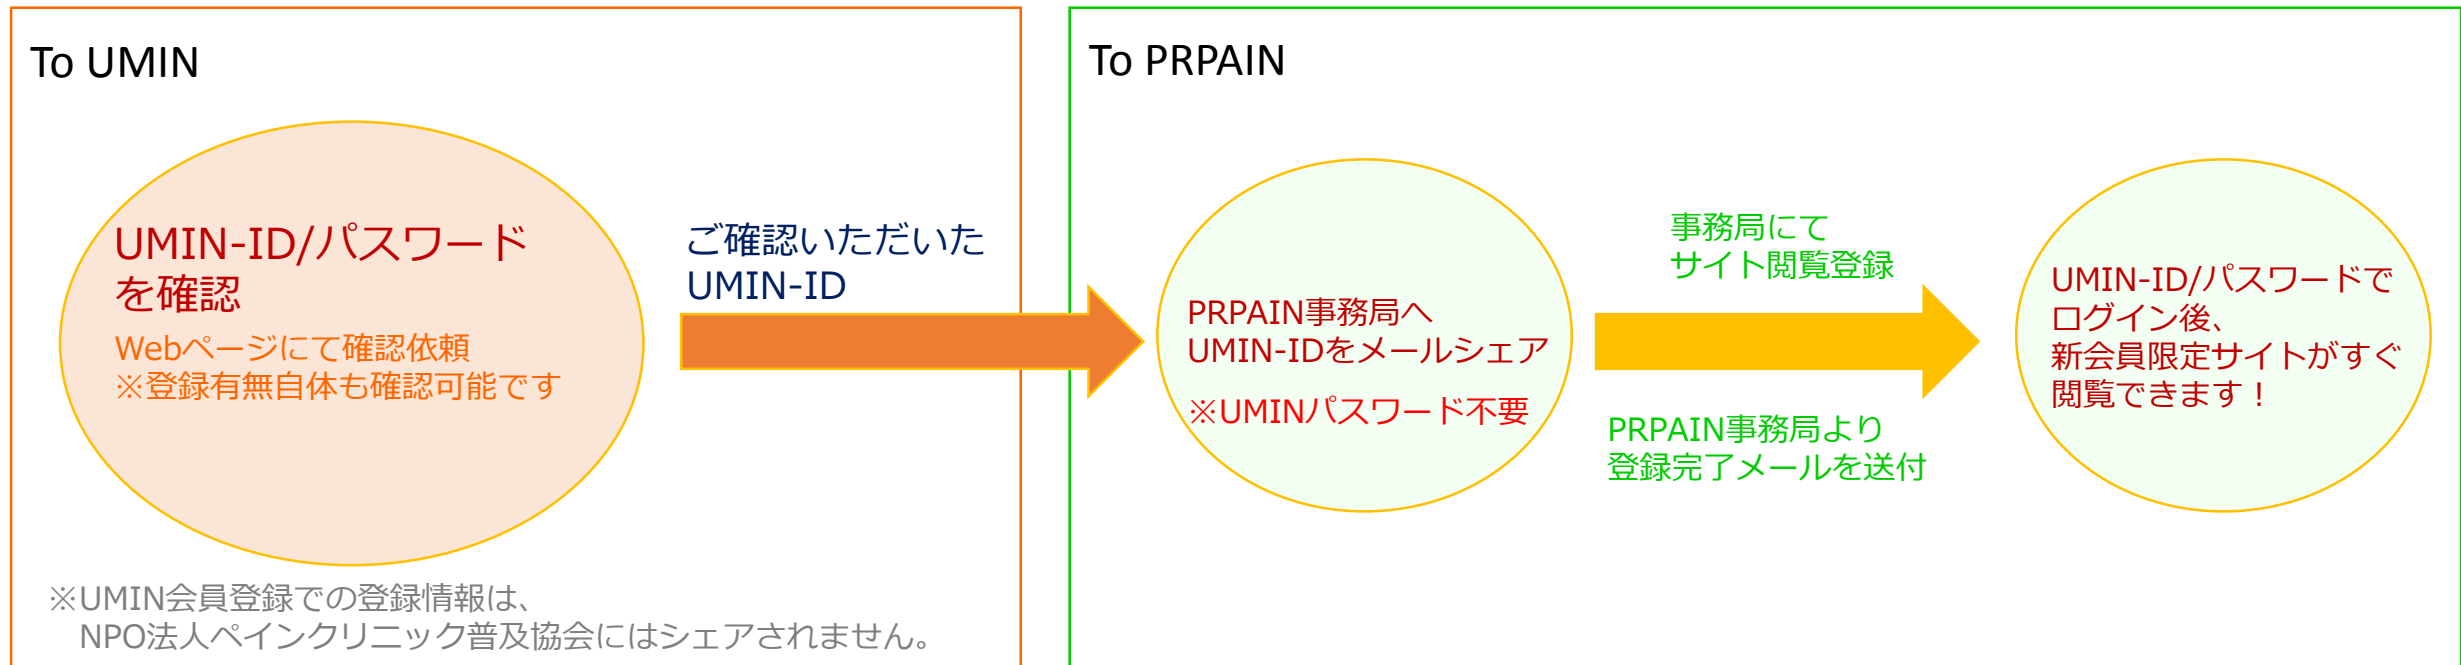 To UMIN
UMIN-ID/パスワード
を確認
Webページにて確認依頼
※登録有無自体も確認可能です
ご確認いただいた
UMIN-ID
※UMIN会員登録での登録情報は、
NPO法人ペインクリニック普及協会にはシェアされません。
To PRPAIN
PRPAIN事務局へ
UMIN-IDをメールシェア
※UMINパスワード不要
事務局にて
サイト閲覧登録
PRPAIN事務局より
登録完了メールを送付
UMIN-ID/パスワードで
ログイン後、
新会員限定サイトがすぐ
閲覧できます！